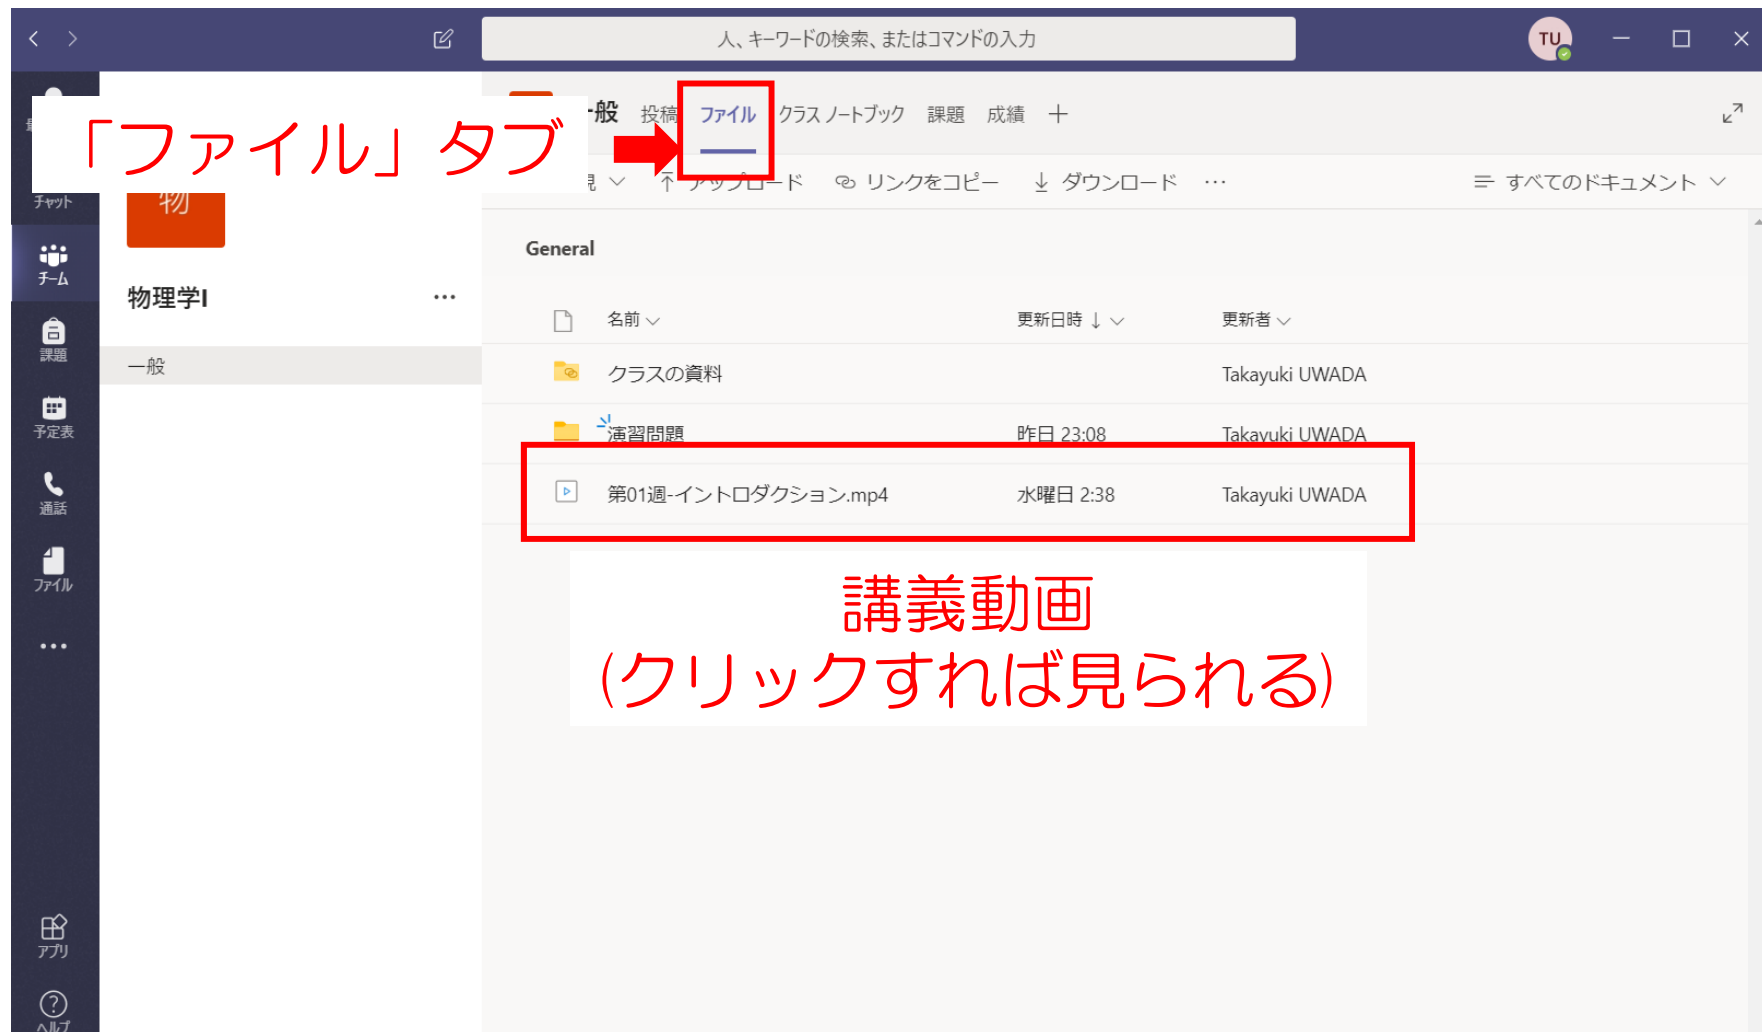 人、キーワードの検索、またはコマンドの入力
TU
「ファイル」タブ
般 投稿 ファイル クラス ノートブック 課題 成績
アップロード リンクをコピー ダウンロード … すべてのドキュメント
チャット
物
チーム
物理学I
…
一般
課題
予定表
通話
ファイル
…
アプリ
ヘルプ
General
名前 更新日時 ↓ 更新者
クラスの資料 Takayuki UWADA
演習問題 昨日 23:08 Takayuki UWADA
第01週-イントロダクション.mp4 水曜日 2:38 Takayuki UWADA
講義動画
(クリックすれば見られる)